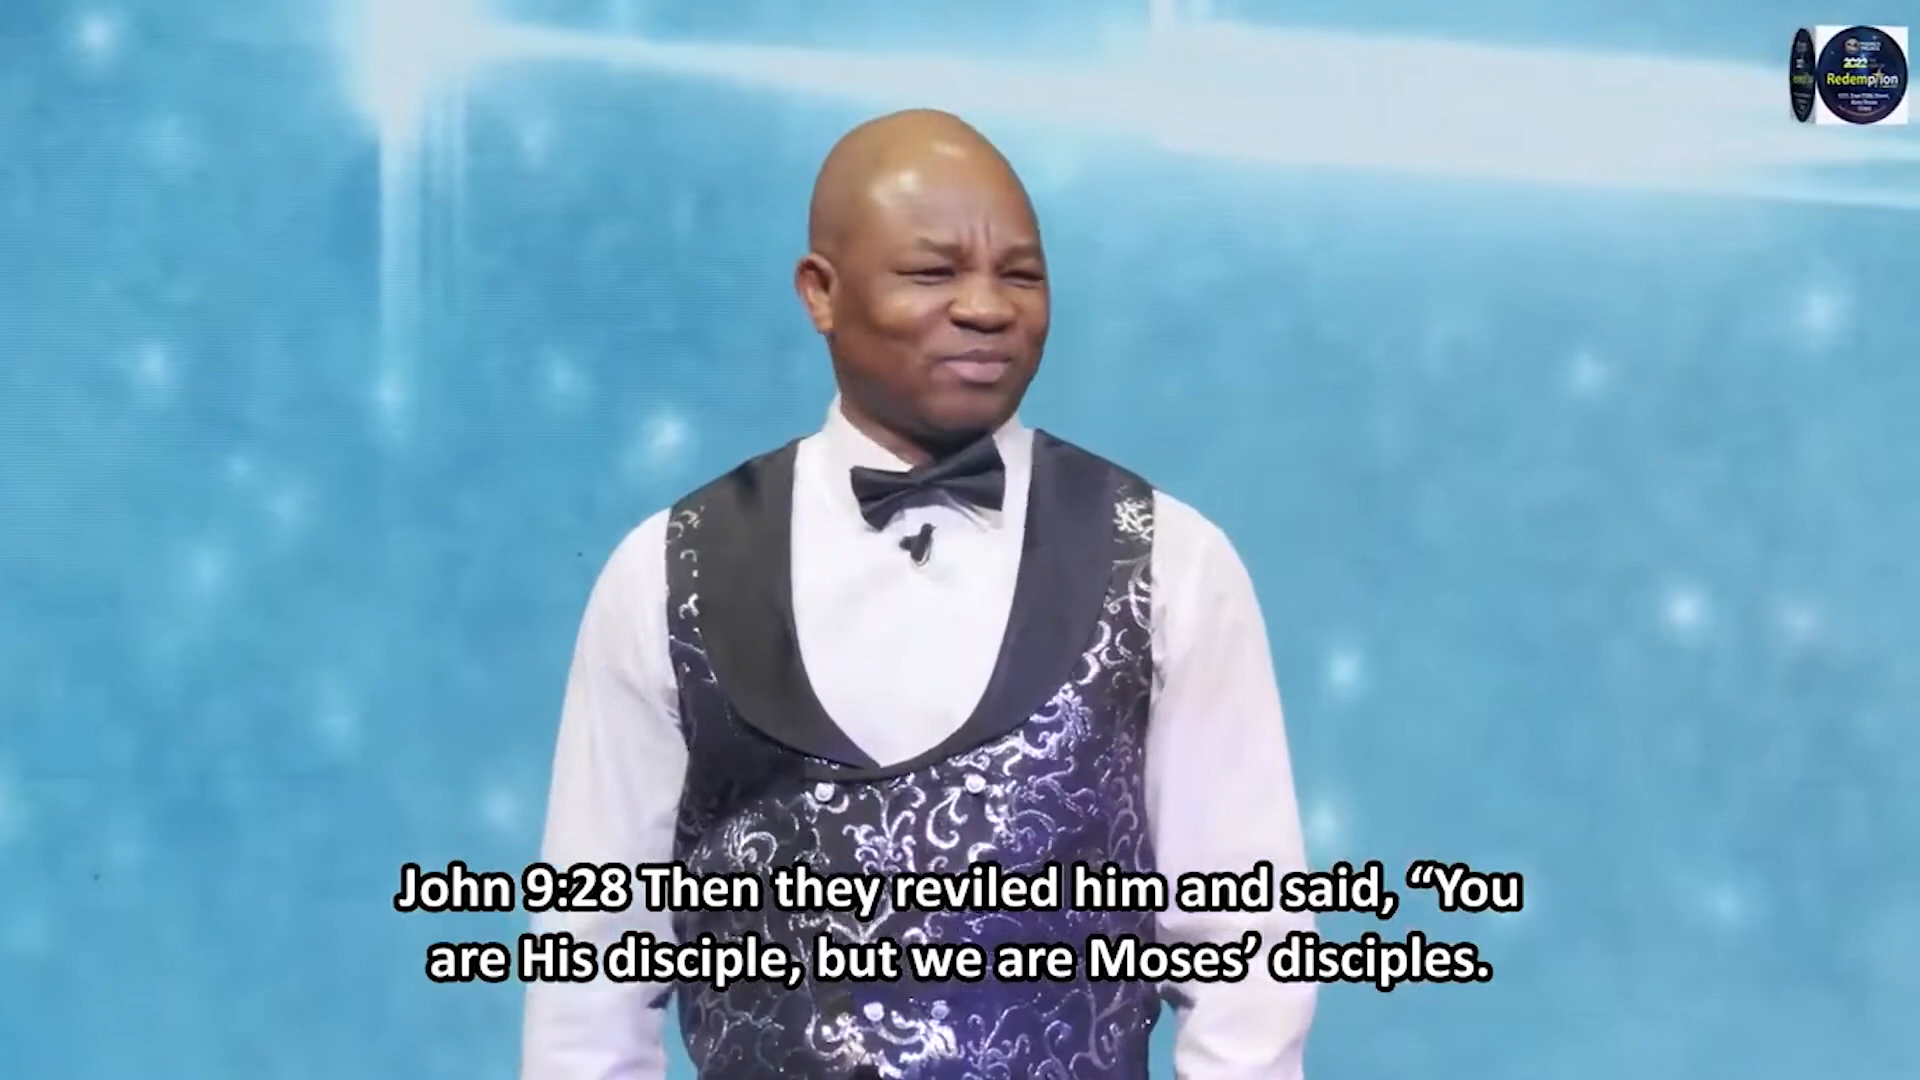 2022
Redemption
John 9:28 Then they reviled him and said, “You
are His disciple, but we are Moses’ disciples.